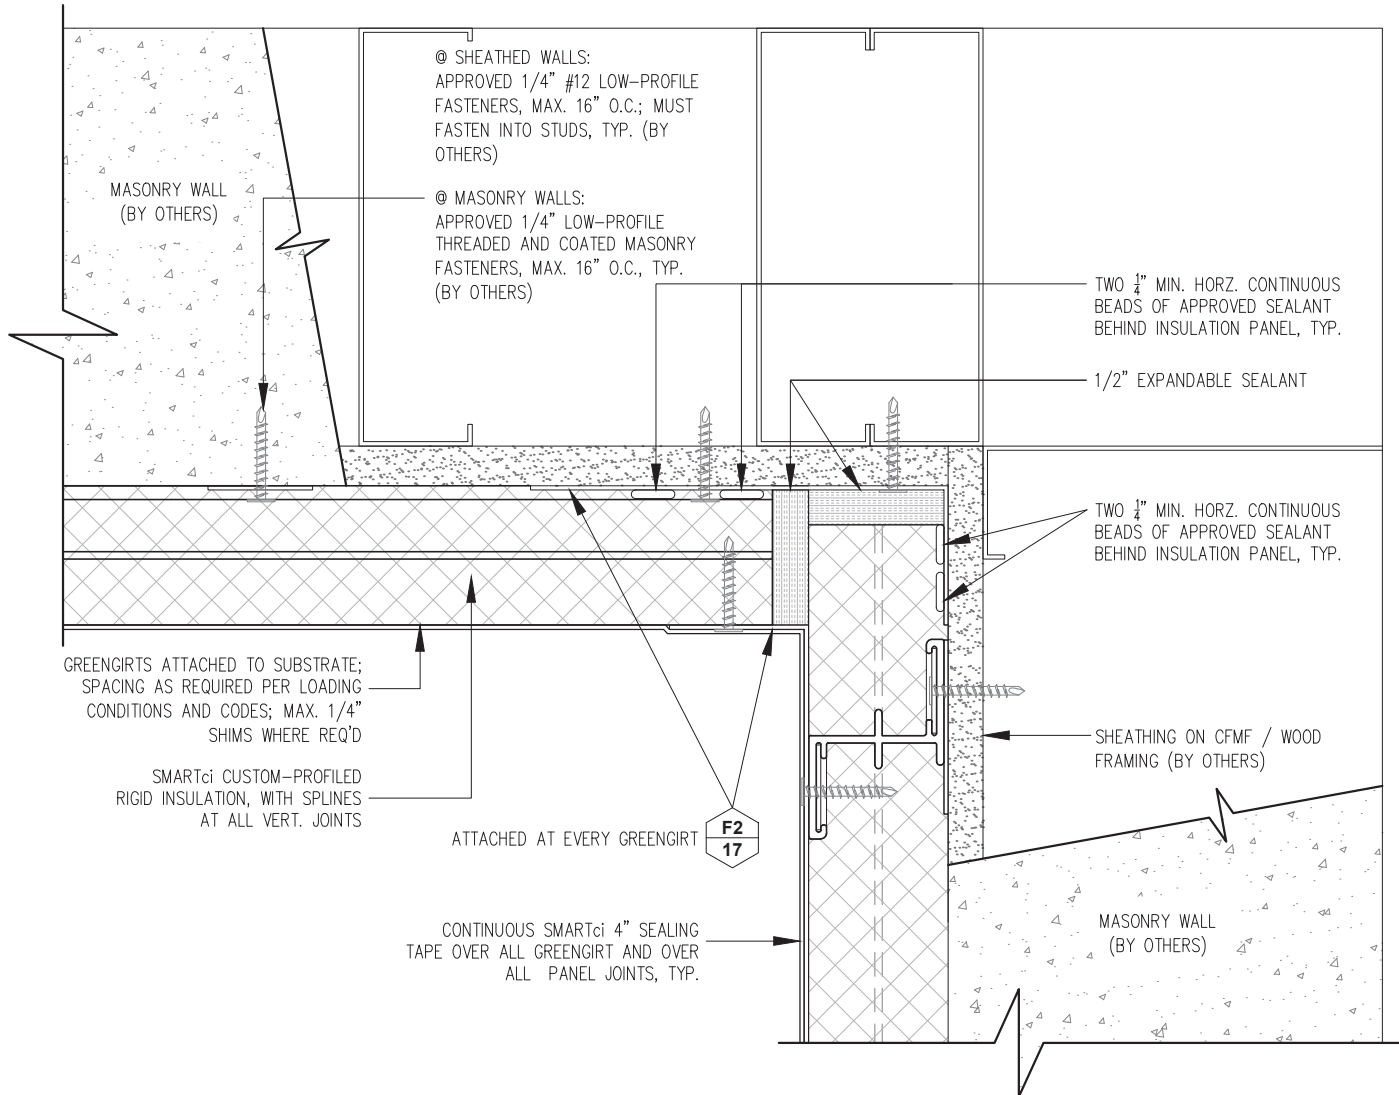 @ SHEATHED WALLS:
APPROVED 1/4" #12 LOW-PROFILE
FASTENERS, MAX. 16" O.C.; MUST
FASTEN INTO STUDS, TYP. (BY
OTHERS)
MASONRY WALL
(BY OTHERS)
@ MASONRY WALLS:
APPROVED 1/4" LOW-PROFILE
THREADED AND COATED MASONRY
FASTENERS, MAX. 16" O.C., TYP.
(BY OTHERS)
TWO 1/4" MIN. HORZ. CONTINUOUS
BEADS OF APPROVED SEALANT
BEHIND INSULATION PANEL, TYP.
1/2" EXPANDABLE SEALANT
TWO 1/4" MIN. HORZ. CONTINUOUS
BEADS OF APPROVED SEALANT
BEHIND INSULATION PANEL, TYP.
GREENGIRTS ATTACHED TO SUBSTRATE;
SPACING AS REQUIRED PER LOADING
CONDITIONS AND CODES; MAX. 1/4"
SHIMS WHERE REQ'D
SHEATHING ON CFMF / WOOD
FRAMING (BY OTHERS)
SMARTci CUSTOM-PROFILED
RIGID INSULATION, WITH SPLINES
AT ALL VERT. JOINTS
ATTACHED AT EVERY GREENGIRT
F2
17
CONTINUOUS SMARTci 4" SEALING
TAPE OVER ALL GREENGIRT AND OVER
ALL PANEL JOINTS, TYP.
MASONRY WALL
(BY OTHERS)